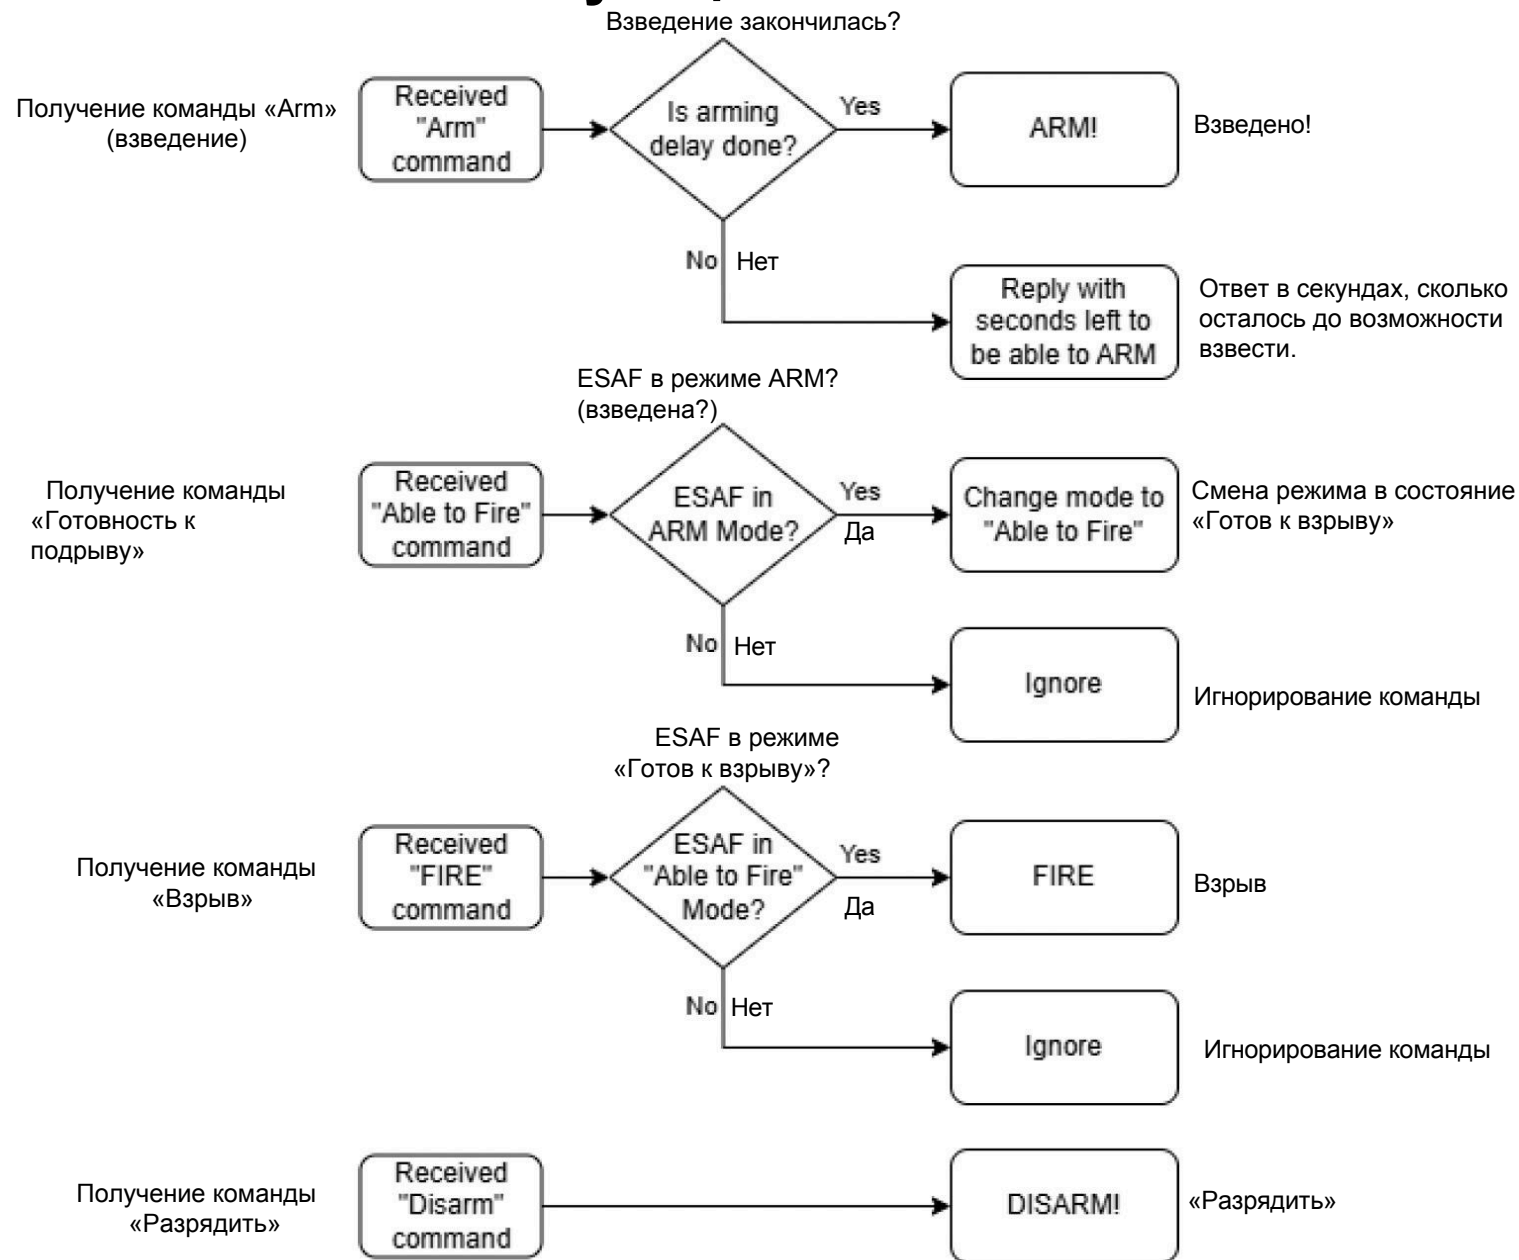 Взведение закончилась?
Получение команды «Arm»
(взведение)
Received
"Arm"
command
Is arming
delay done?
Yes
ARM!
Взведено!
No Нет
Reply with
seconds left to
be able to ARM
Ответ в секундах, сколько
осталось до возможности
взвести.
ESAF в режиме ARM?
(взведена?)
Получение команды
«Готовность к
подрыву»
Received
"Able to Fire"
command
ESAF in
ARM Mode?
Yes
Да
Change mode to
"Able to Fire"
Смена режима в состояние
«Готов к взрыву»
No Нет
Ignore
Игнорирование команды
ESAF в режиме
«Готов к взрыву»?
Получение команды
«Взрыв»
Received
"FIRE"
command
ESAF in
"Able to Fire"
Mode?
Yes
Да
FIRE
Взрыв
No Нет
Ignore
Игнорирование команды
Получение команды
«Разрядить»
Received
"Disarm"
command
DISARM!
«Разрядить»